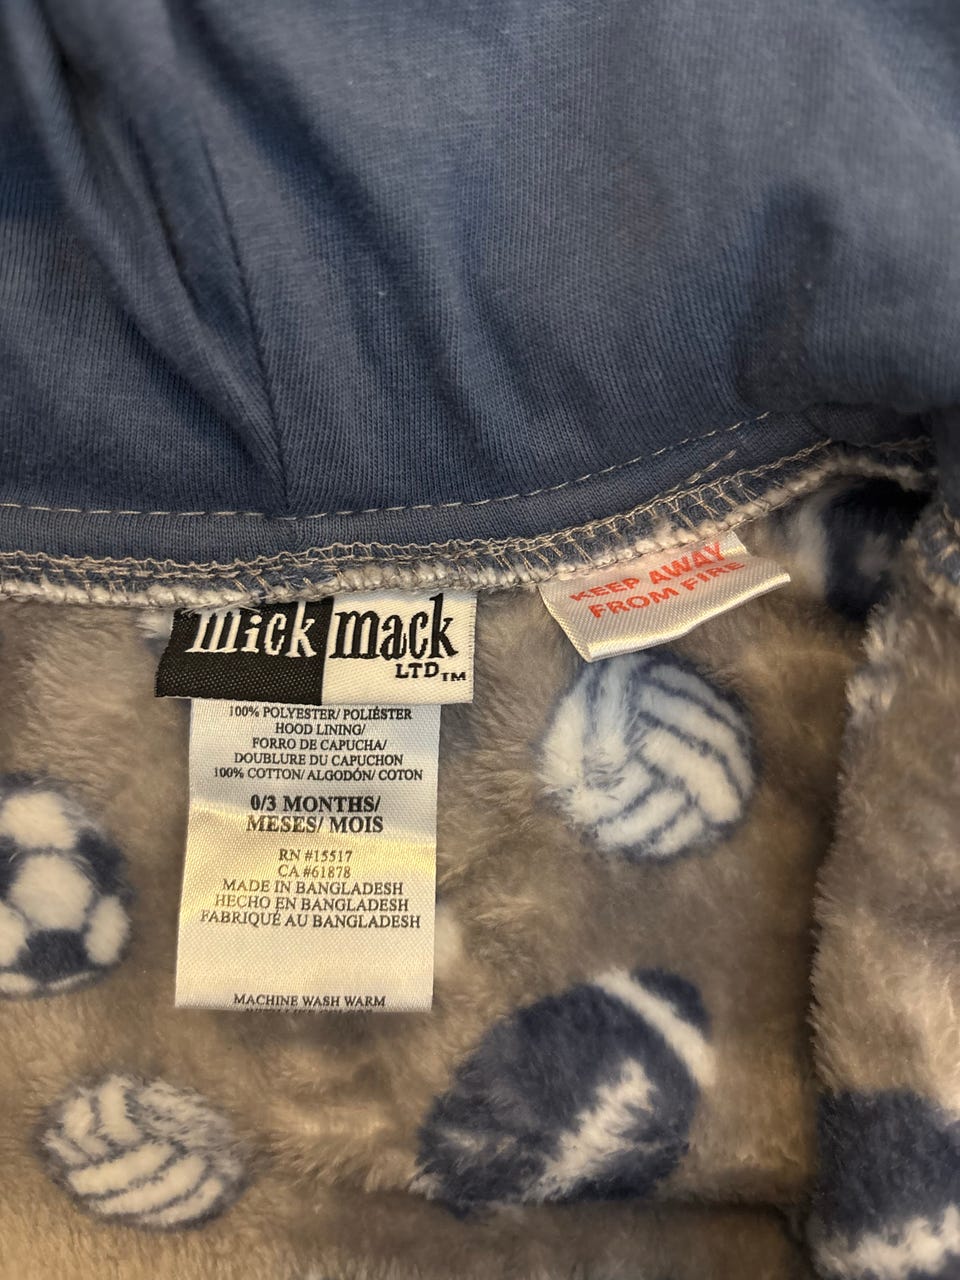 mick mack
LTD™
KEEP AWAY
FROM FIRE
100% POLYESTER/ POLIÉSTER
HOOD LINING/
FORRO DE CAPUCHA/
DOUBLURE DU CAPUCHON
100% COTTON/ ALGODÓN/ COTON
0/3 MONTHS/
MESES/ MOIS
RN #15517
CA #61878
MADE IN BANGLADESH
HECHO EN BANGLADESH
FABRIQUÉ AU BANGLADESH
MACHINE WASH WARM